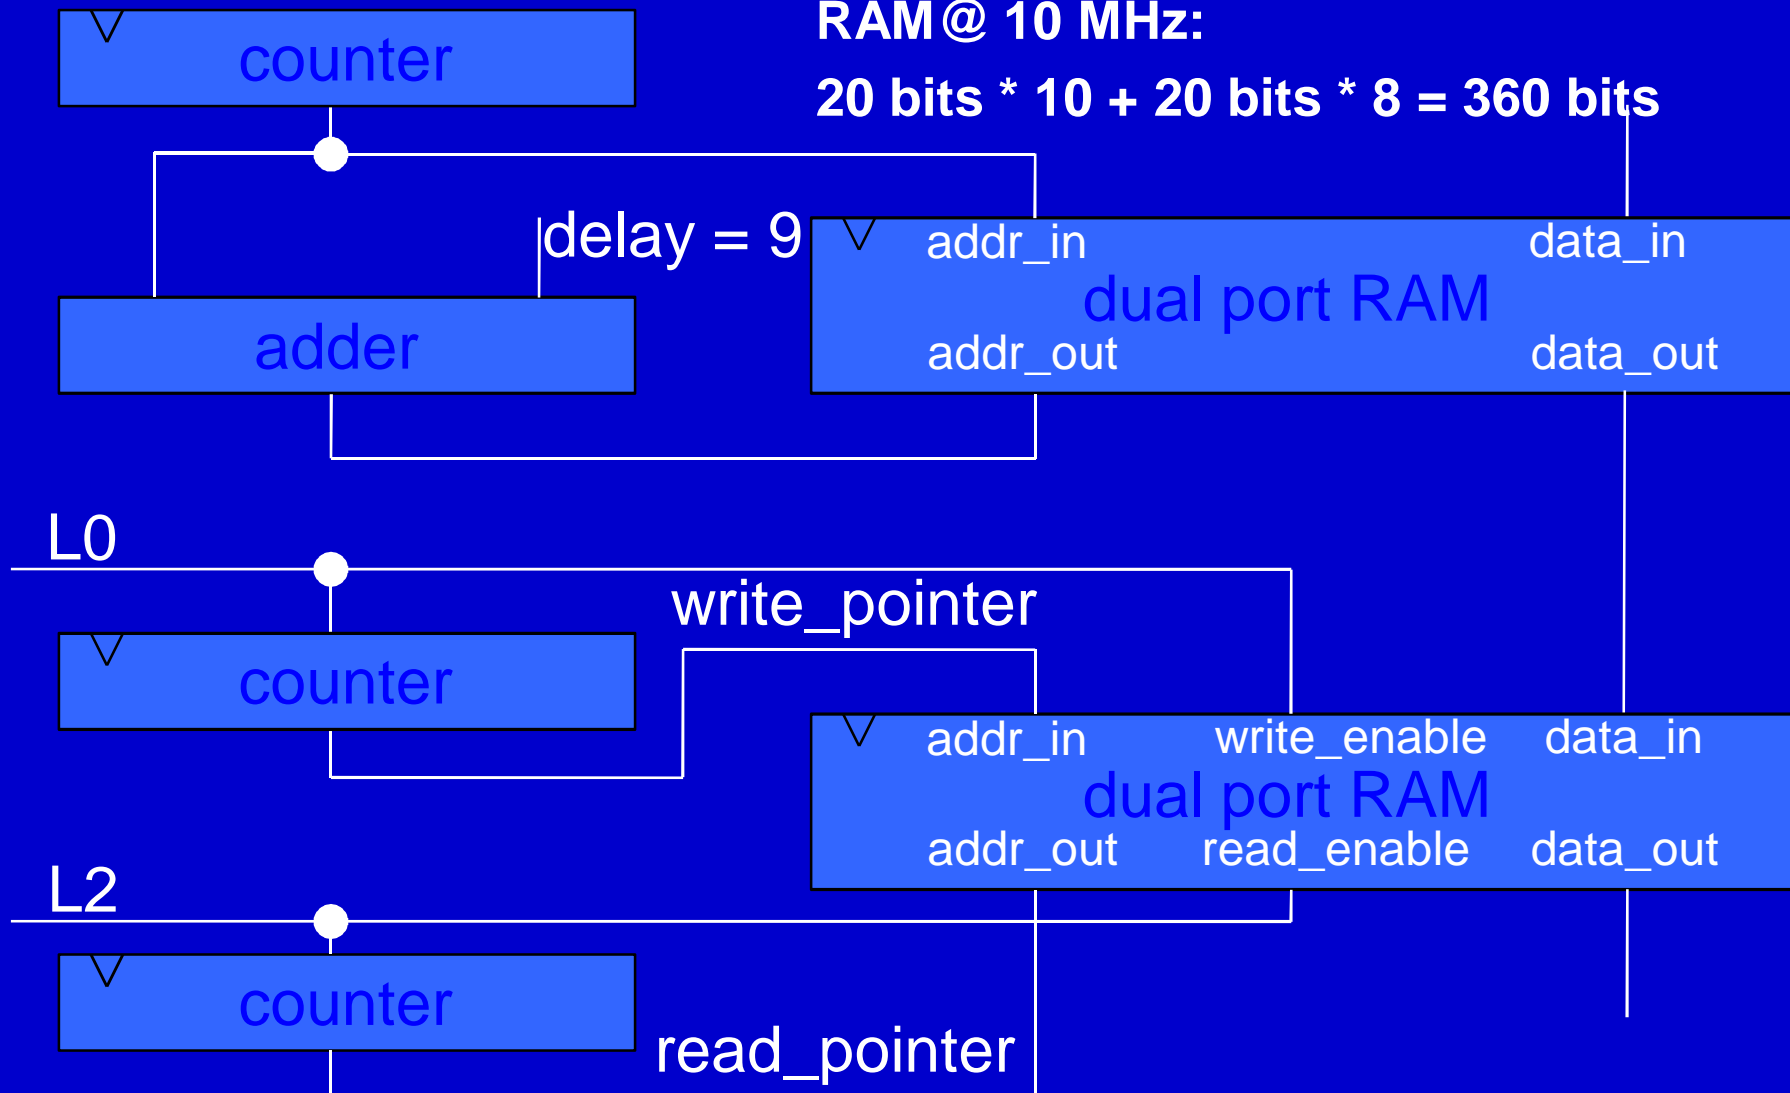 counter
RAM@ 10 MHz:
20 bits * 10 + 20 bits * 8 = 360 bits
delay = 9
addr_in
data_in
dual port RAM
adder
addr_out
data_out
L0
write_pointer
counter
addr_in
write_enable
data_in
dual port RAM
addr_out
read_enable
data_out
L2
counter
read_pointer